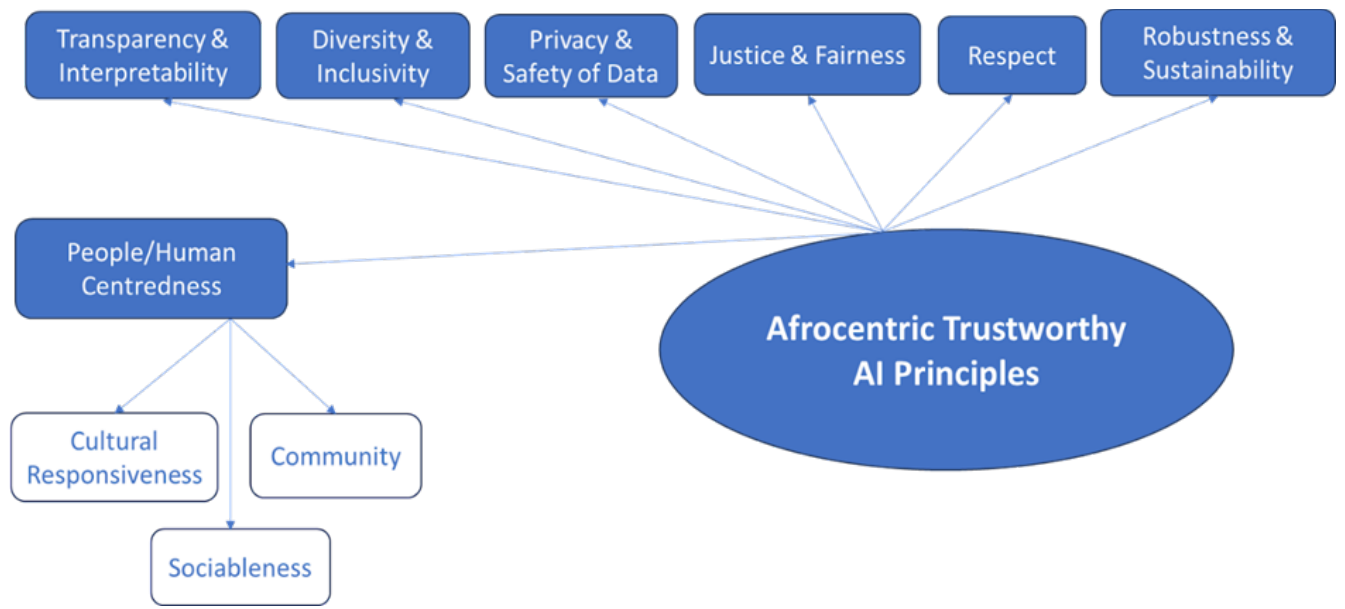 Transparency &
Interpretability
Diversity &
Inclusivity
Privacy &
Safety of Data
Justice & Fairness
Respect
Robustness &
Sustainability
People/Human
Centredness
Afrocentric Trustworthy
AI Principles
Cultural
Responsiveness
Community
Sociableness